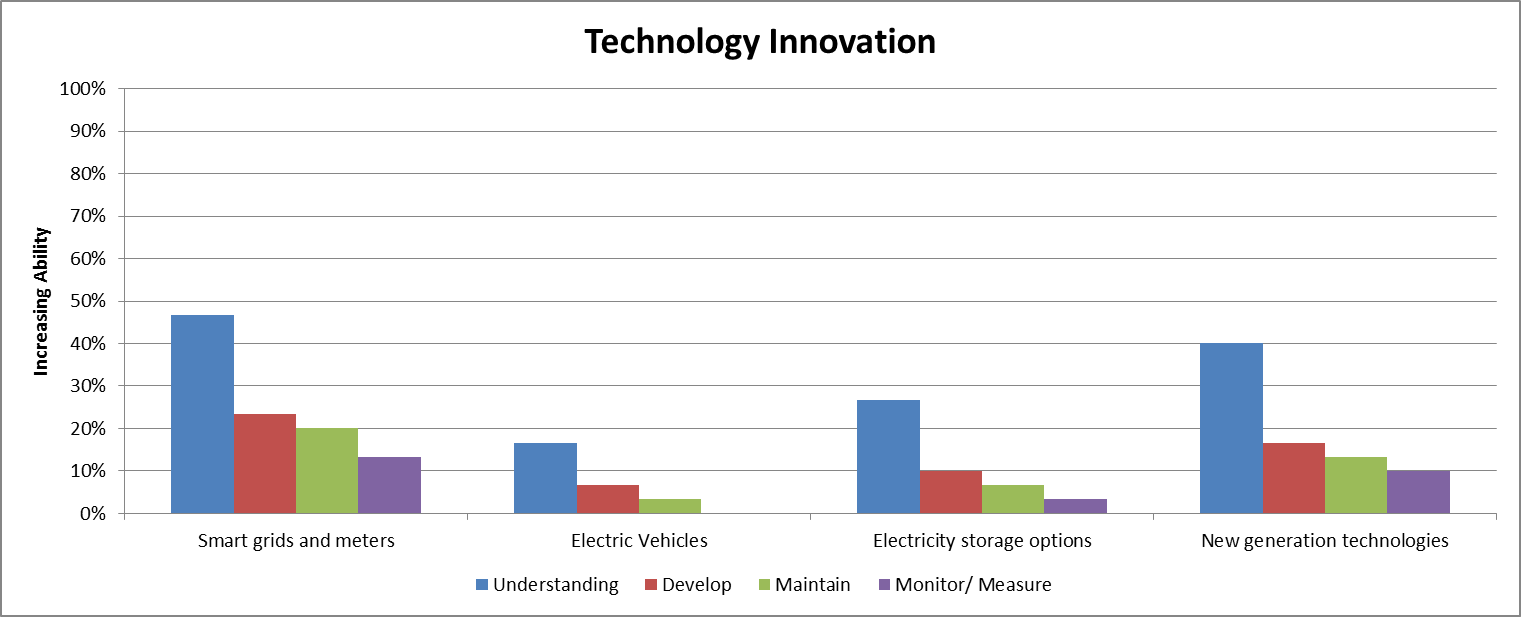 Technology Innovation
100%
90%
80%
70%
60%
50%
40%
30%
20%
10%
0%
Increasing Ability
Smart grids and meters
Electric Vehicles
Electricity storage options
New generation technologies
Understanding Develop Maintain Monitor/ Measure